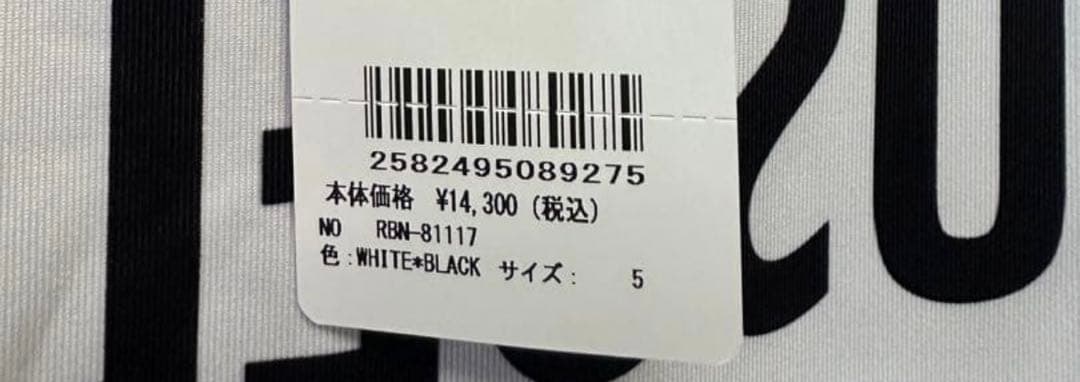 2582495089275
本体価格 ¥14,300 (税込)
NO RBN-81117
色:WHITE*BLACK サイズ: 5
20